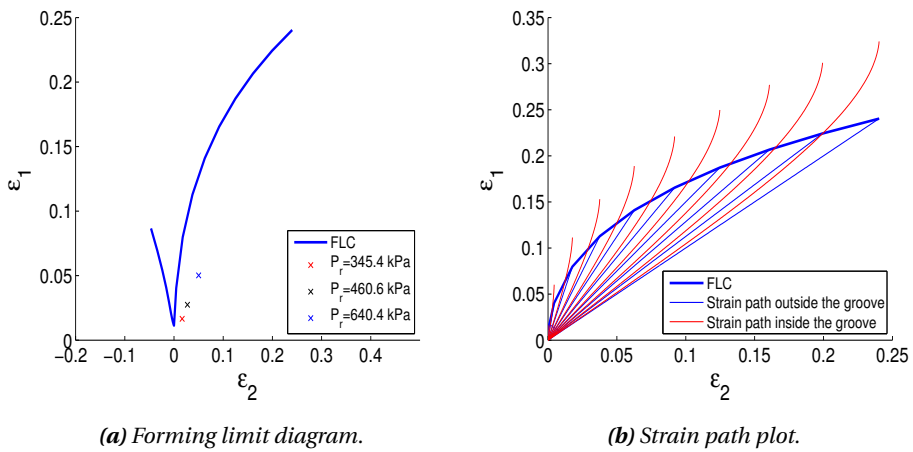 0.25
0.2
0.15
0.1
0.05
0
ε1
−0.2 −0.1 0 0.1 0.2 0.3 0.4
ε2
FLC
Pr=345.4 kPa
Pr=460.6 kPa
Pr=640.4 kPa
(a) Forming limit diagram.
0.35
0.3
0.25
0.2
0.15
0.1
0.05
0
ε1
0 0.05 0.1 0.15 0.2 0.25
ε2
FLC
Strain path outside the groove
Strain path inside the groove
(b) Strain path plot.